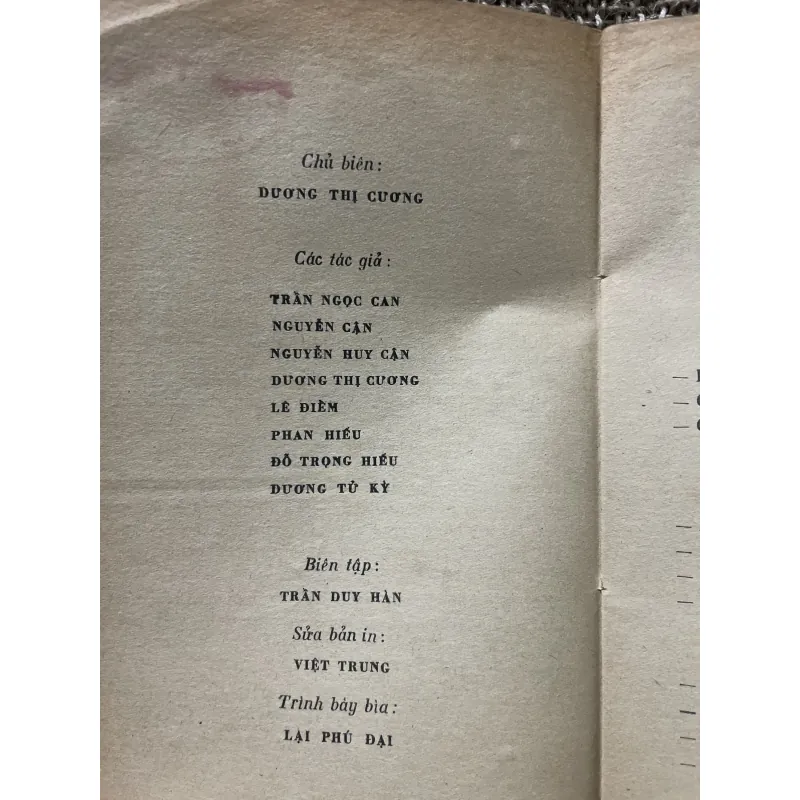 Chủ biên:
DƯƠNG THỊ CƯƠNG
Các tác giả:
TRẦN NGỌC CAN
NGUYỄN CẬN
NGUYỄN HUY CẬN
DƯƠNG THỊ CƯƠNG
LÊ ĐIỀM
PHAN HIẾU
ĐỖ TRỌNG HIẾU
DƯƠNG TỬ KỲ
Biên tập:
TRẦN DUY HÀN
Sửa bản in:
VIỆT TRUNG
Trình bày bìa:
LẠI PHÚ ĐẠI